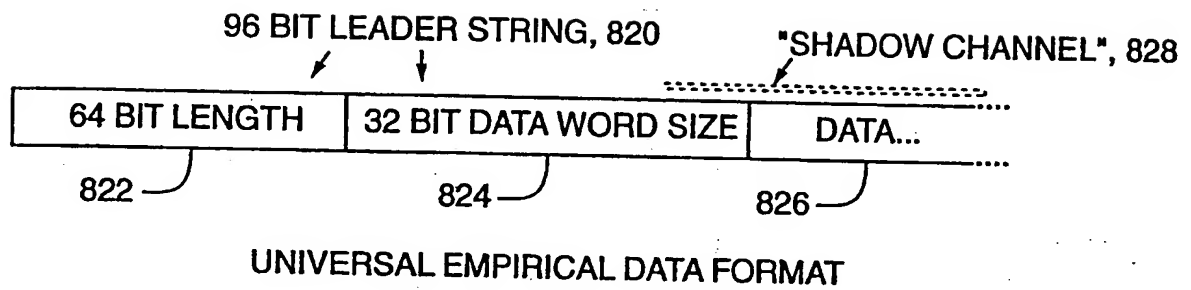 96 BIT LEADER STRING, 820
"SHADOW CHANNEL", 828
64 BIT LENGTH
32 BIT DATA WORD SIZE
DATA...
822
824
826
UNIVERSAL EMPIRICAL DATA FORMAT